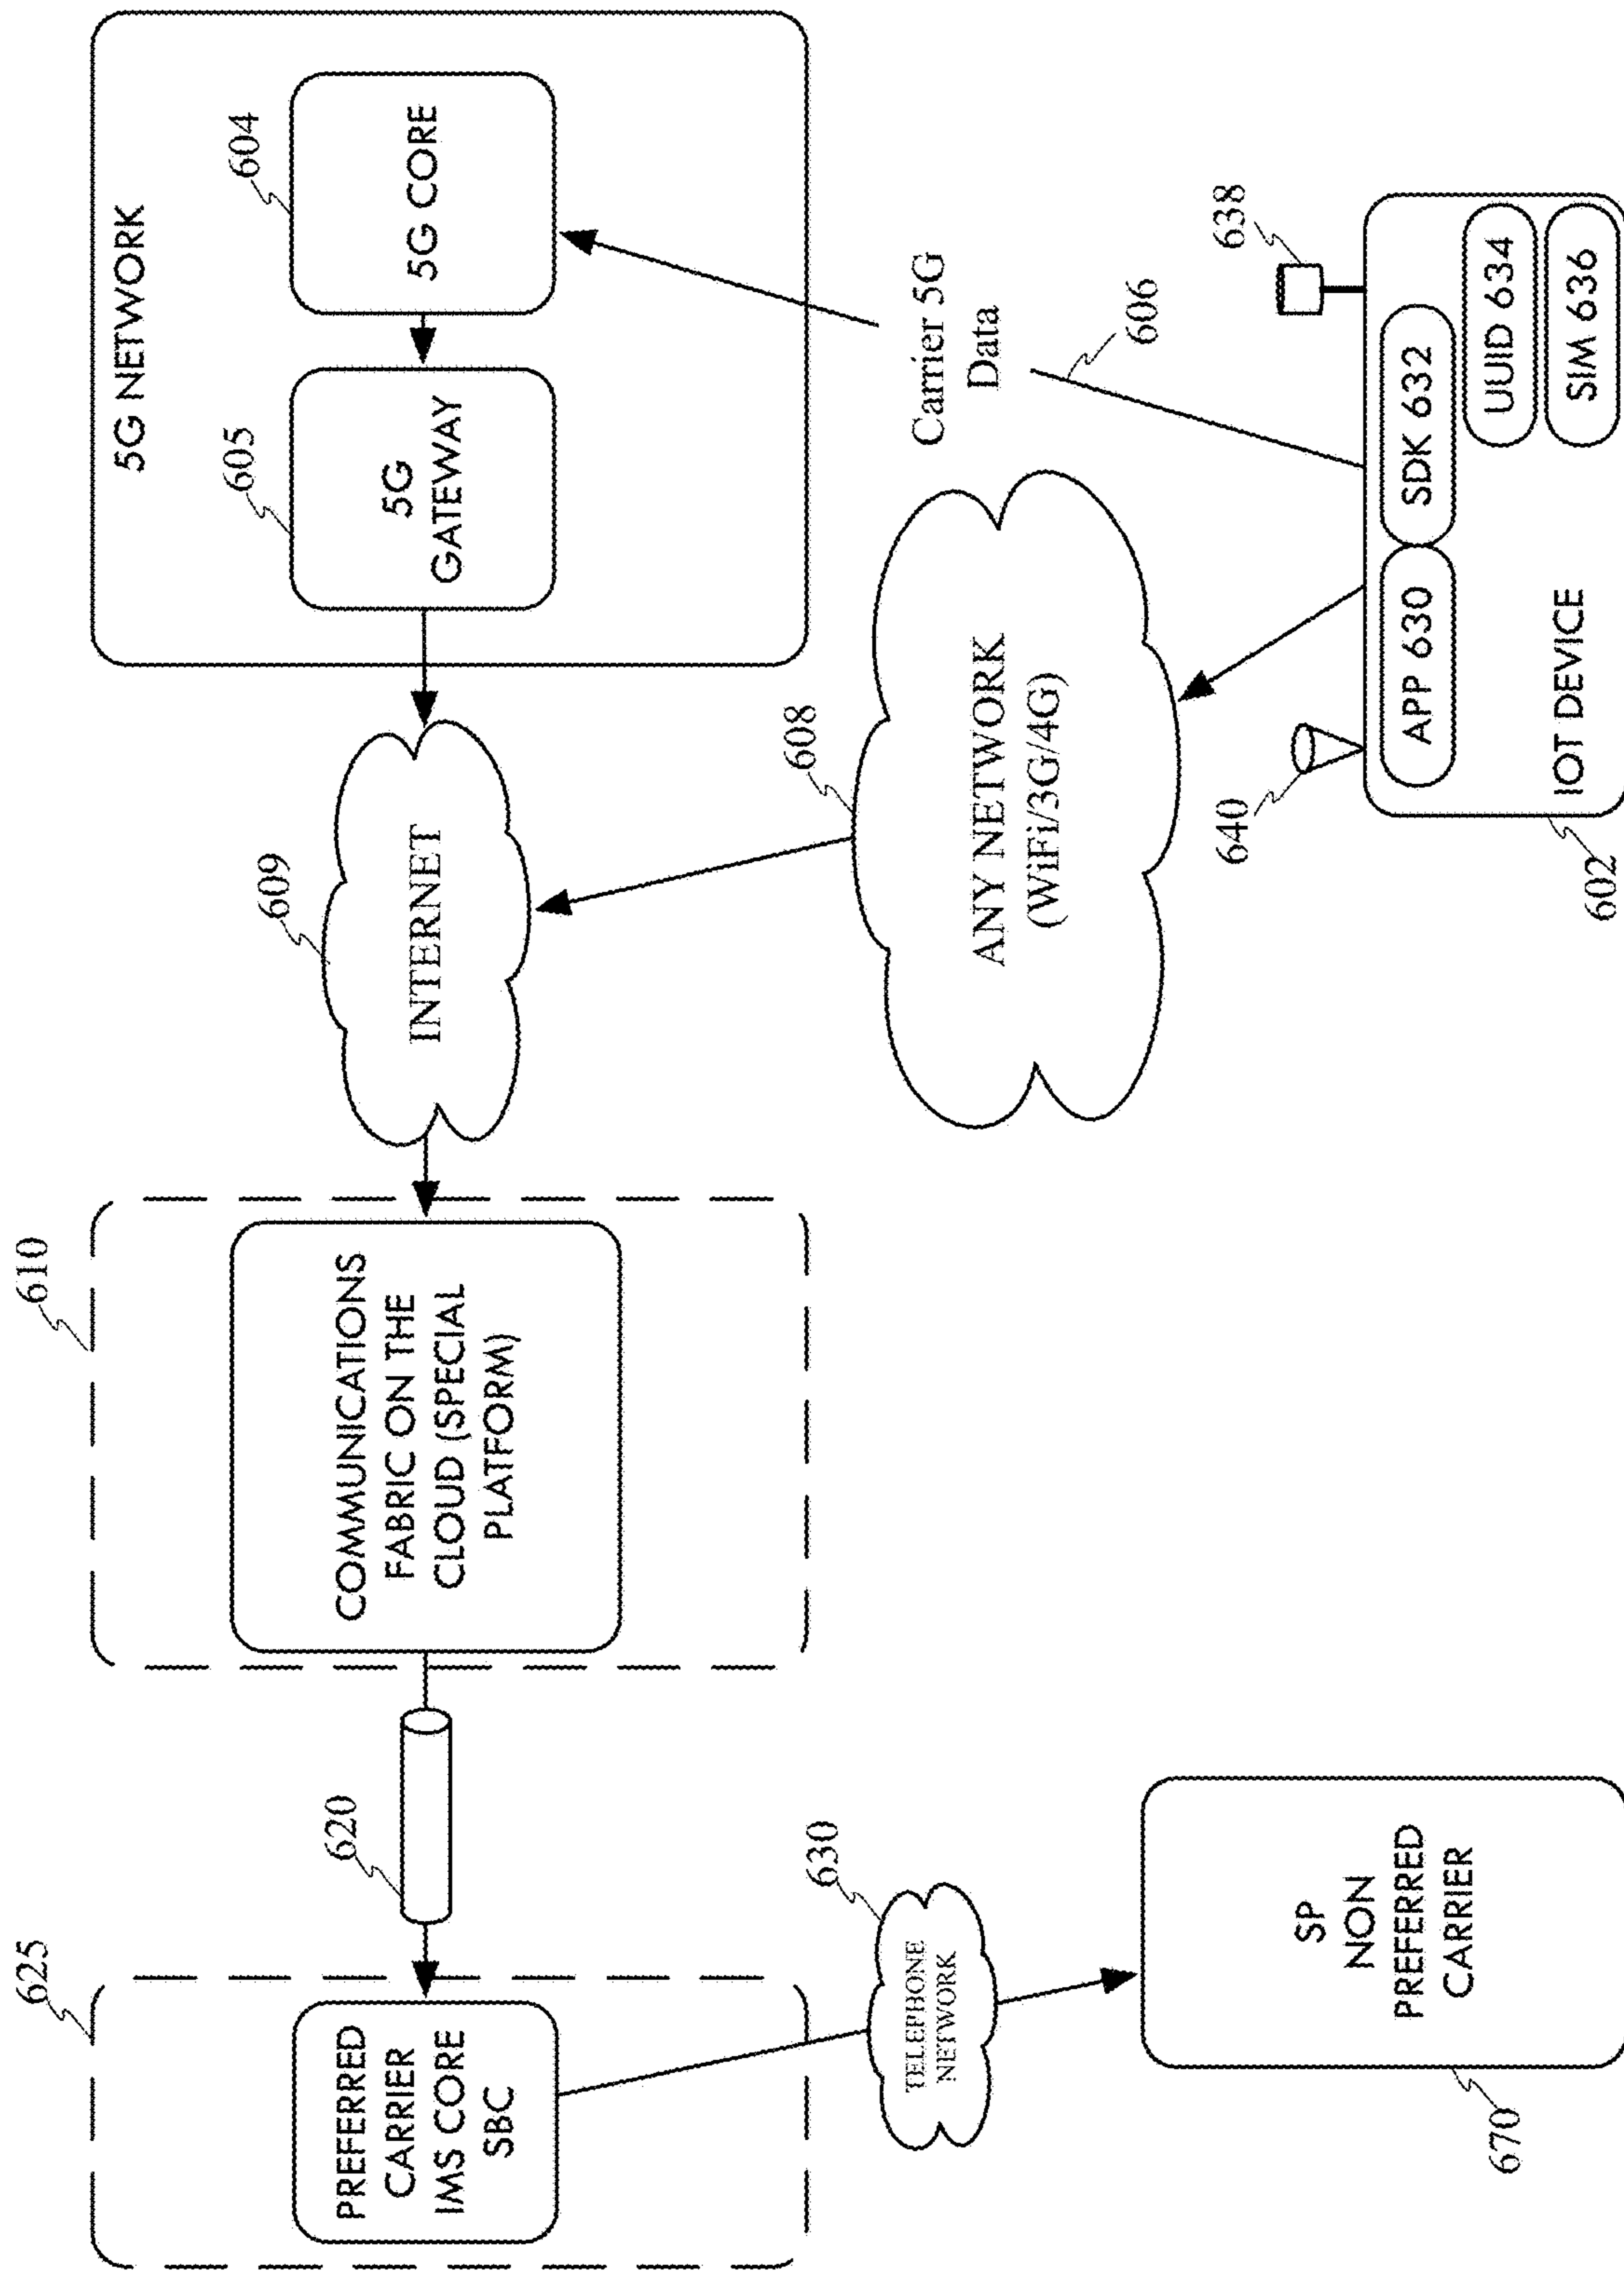 625
PREFERRED
CARRIER
IMS CORE
SBC
620
610
COMMUNICATIONS
FABRIC ON THE
CLOUD (SPECIAL
PLATFORM)
609
INTERNET
5G NETWORK
605
5G
GATEWAY
604
5G CORE
630
TELEPHONE
NETWORK
608
ANY NETWORK
(WiFi/3G/4G)
Carrier 5G
Data
606
670
SP
NON
PREFERRED
CARRIER
640
638
602
APP 630
SDK 632
UUID 634
IOT DEVICE
SIM 636